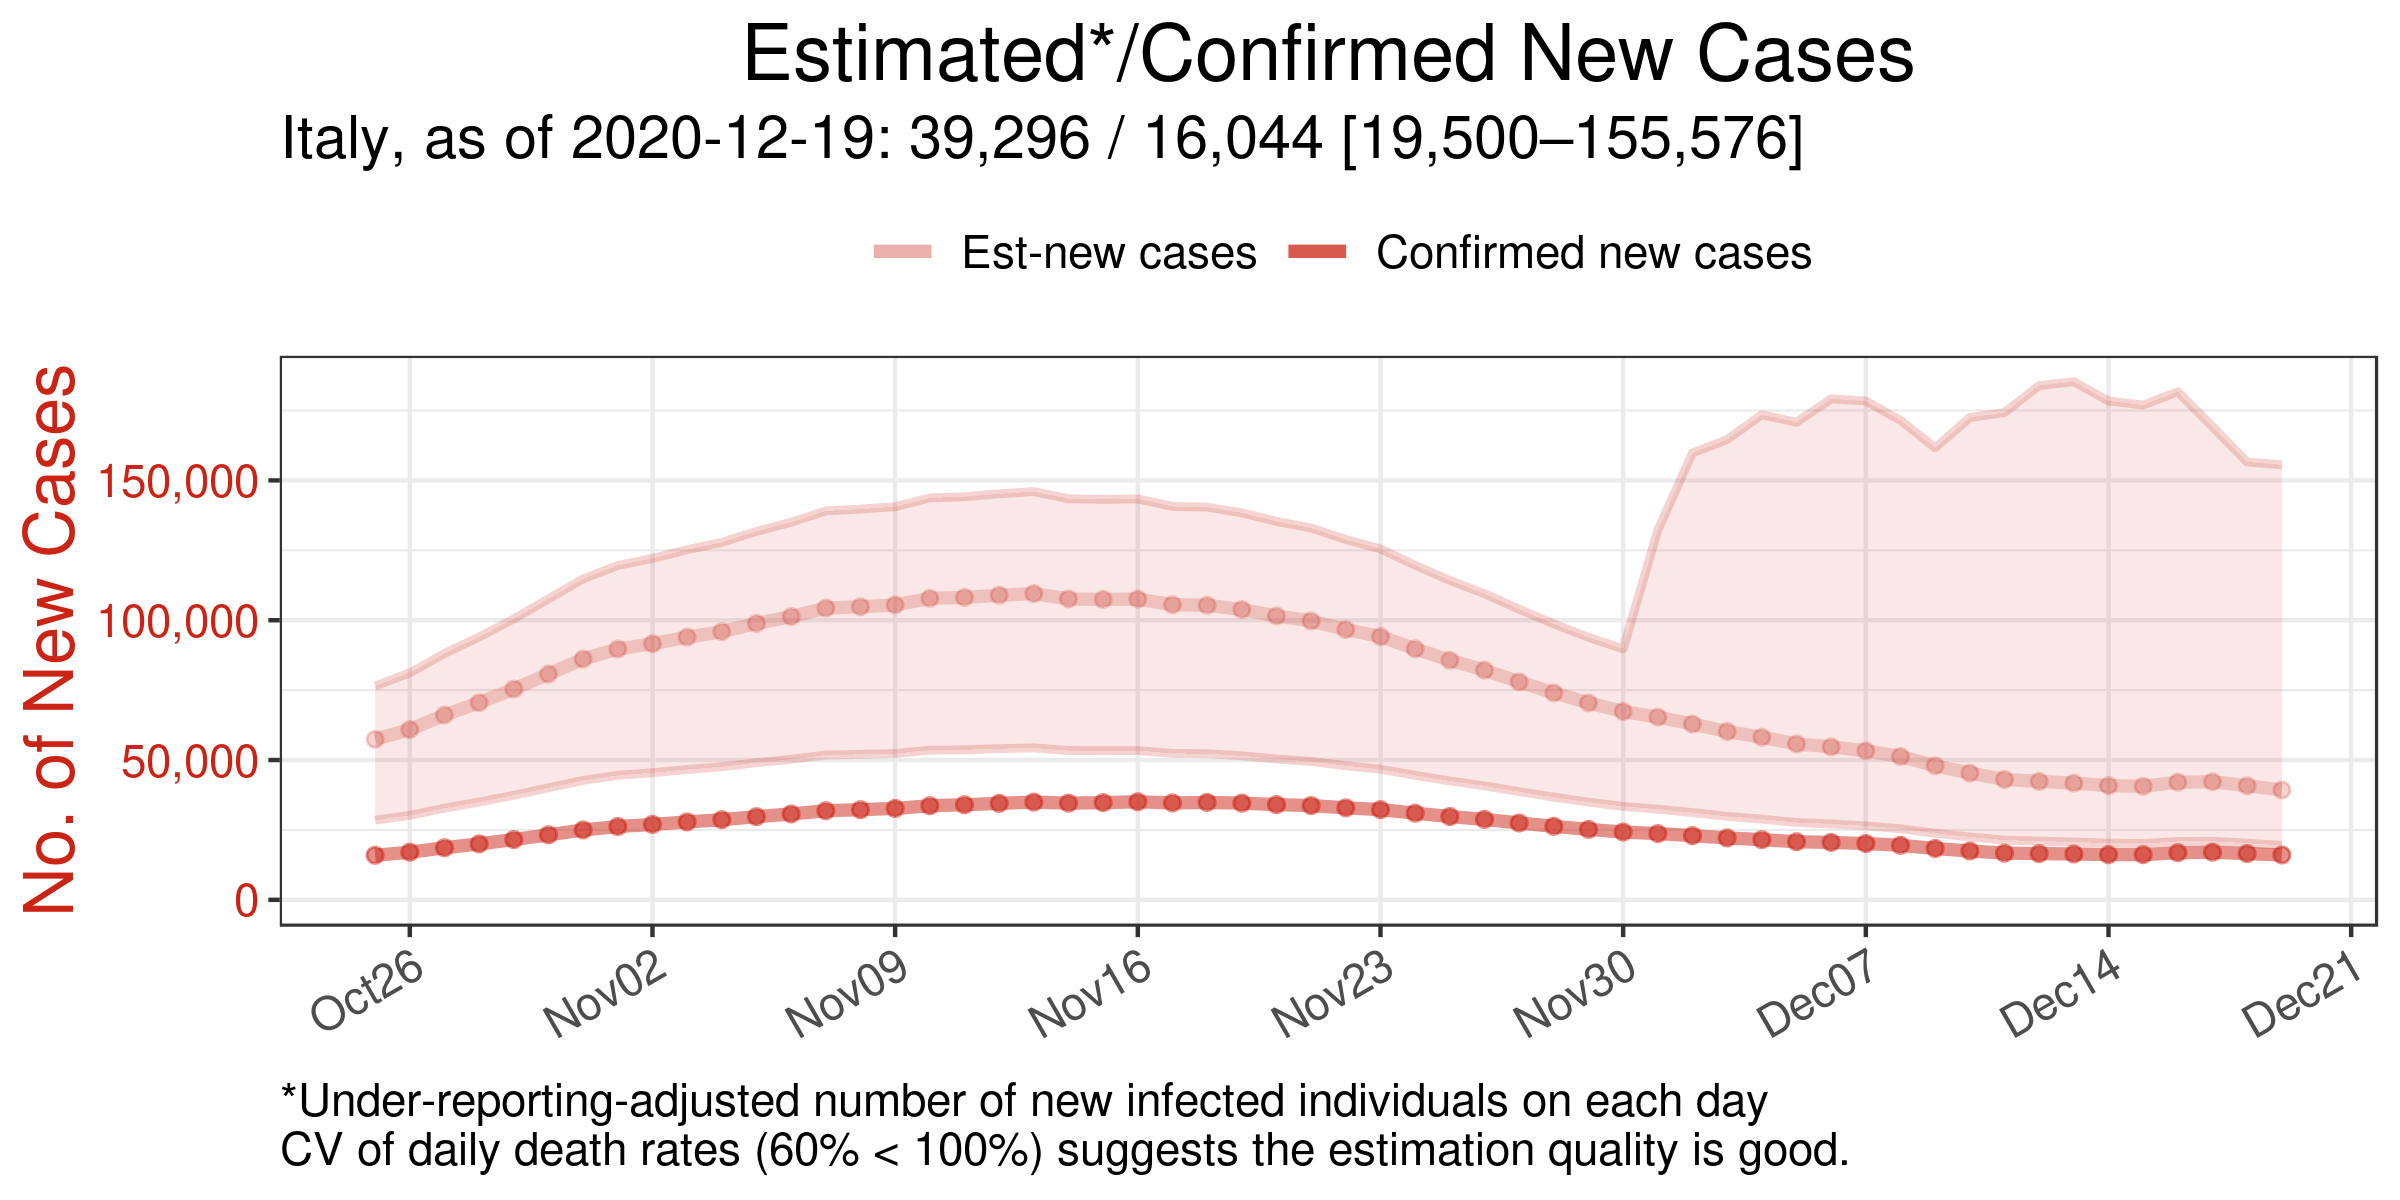 Estimated*/Confirmed New Cases
Italy, as of 2020-12-19: 39,296 / 16,044 [19,500–155,576]
Est-new cases
Confirmed new cases
No. of New Cases
150,000
100,000
50,000
0
Oct26
Nov02
Nov09
Nov16
Nov23
Nov30
Dec07
Dec14
Dec21
*Under-reporting-adjusted number of new infected individuals on each day
CV of daily death rates (60% < 100%) suggests the estimation quality is good.